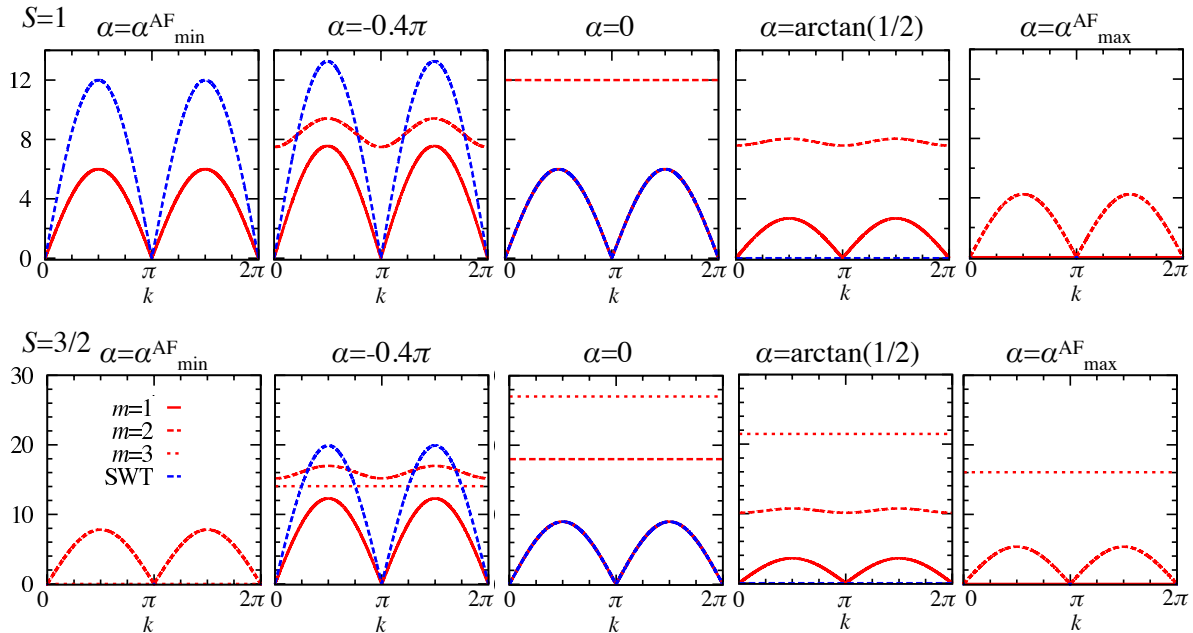 S=1
α=α^AF_min α=-0.4π α=0 α=arctan(1/2) α=α^AF_max
12
8
4
0
0 π 2π 0 π 2π 0 π 2π 0 π 2π 0 π 2π
k k k k k
S=3/2
α=α^AF_min α=-0.4π α=0 α=arctan(1/2) α=α^AF_max
30
m=1
20
m=2
m=3
SWT
10
0
0 π 2π 0 π 2π 0 π 2π 0 π 2π 0 π 2π
k k k k k